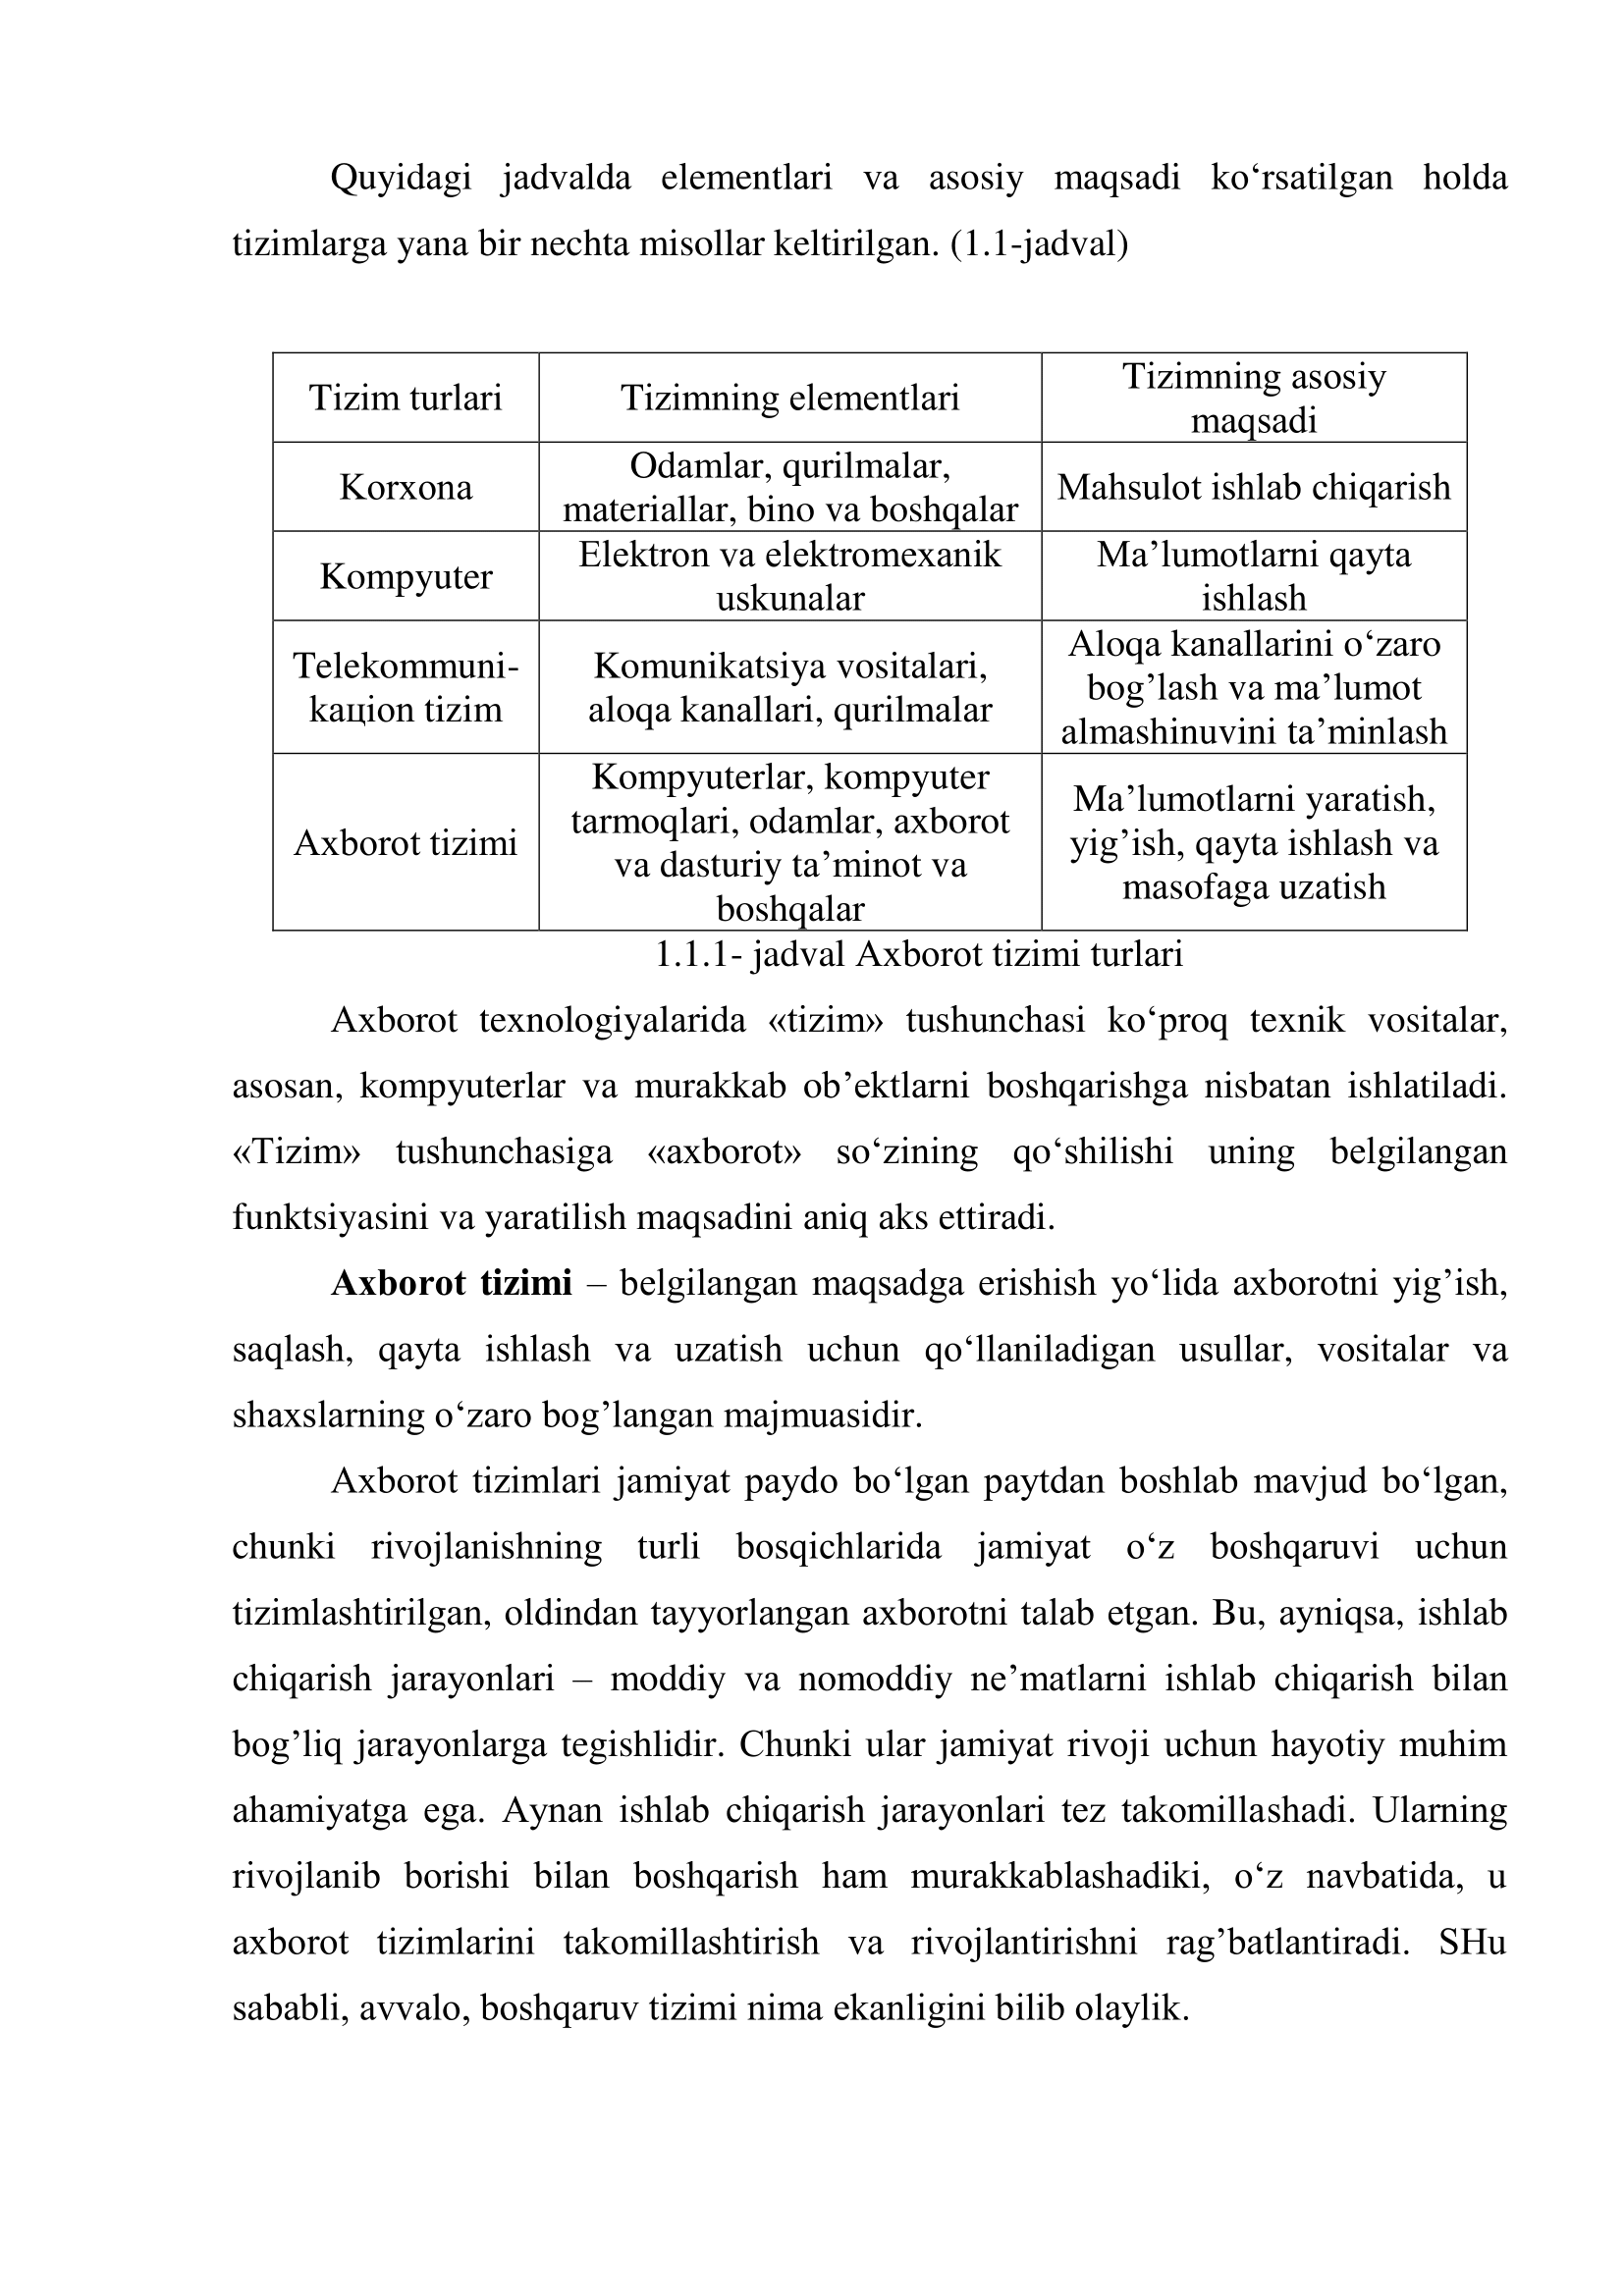 Quyidagi jadvalda elementlari va asosiy maqsadi ko‘rsatilgan holda
tizimlarga yana bir nechta misollar keltirilgan. (1.1-jadval)
Tizim turlari
Tizimning elementlari
Tizimning asosiy
maqsadi
Korxona
Odamlar, qurilmalar,
materiallar, bino va boshqalar
Mahsulot ishlab chiqarish
Kompyuter
Elektron va elektromexanik
uskunalar
Ma’lumotlarni qayta
ishlash
Telekommuni-
kaцion tizim
Komunikatsiya vositalari,
aloqa kanallari, qurilmalar
Aloqa kanallarini o‘zaro
bog’lash va ma’lumot
almashinuvini ta’minlash
Axborot tizimi
Kompyuterlar, kompyuter
tarmoqlari, odamlar, axborot
va dasturiy ta’minot va
boshqalar
Ma’lumotlarni yaratish,
yig’ish, qayta ishlash va
masofaga uzatish
1.1.1- jadval Axborot tizimi turlari
Axborot texnologiyalarida «tizim» tushunchasi ko‘proq texnik vositalar,
asosan, kompyuterlar va murakkab ob’ektlarni boshqarishga nisbatan ishlatiladi.
«Tizim» tushunchasiga «axborot» so‘zining qo‘shilishi uning belgilangan
funktsiyasini va yaratilish maqsadini aniq aks ettiradi.
Axborot tizimi – belgilangan maqsadga erishish yo‘lida axborotni yig’ish,
saqlash, qayta ishlash va uzatish uchun qo‘llaniladigan usullar, vositalar va
shaxslarning o‘zaro bog’langan majmuasidir.
Axborot tizimlari jamiyat paydo bo‘lgan paytdan boshlab mavjud bo‘lgan,
chunki rivojlanishning turli bosqichlarida jamiyat o‘z boshqaruvi uchun
tizimlashtirilgan, oldindan tayyorlangan axborotni talab etgan. Bu, ayniqsa, ishlab
chiqarish jarayonlari – moddiy va nomoddiy ne’matlarni ishlab chiqarish bilan
bog’liq jarayonlarga tegishlidir. Chunki ular jamiyat rivoji uchun hayotiy muhim
ahamiyatga ega. Aynan ishlab chiqarish jarayonlari tez takomillashadi. Ularning
rivojlanib borishi bilan boshqarish ham murakkablashadiki, o‘z navbatida, u
axborot tizimlarini takomillashtirish va rivojlantirishni rag’batlantiradi. SHu
sababli, avvalo, boshqaruv tizimi nima ekanligini bilib olaylik.